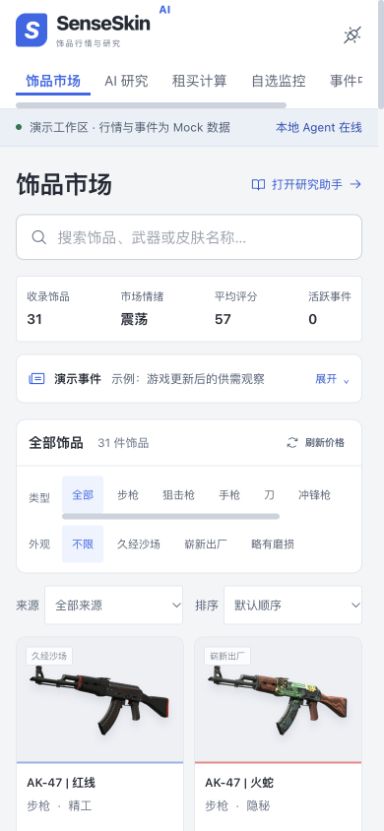 AI
S SenseSkin
饰品行情与研究
饰品市场 AI 研究 租买计算 自选监控 事件
演示工作区 · 行情与事件为 Mock 数据 本地 Agent 在线
饰品市场 打开研究助手 →
搜索饰品、武器或皮肤名称...
收录饰品 市场情绪 平均评分 活跃事件
31 震荡 57 0
演示事件 示例：游戏更新后的供需观察 展开
全部饰品 31 件饰品 刷新价格
类型 全部 步枪 狙击枪 手枪 刀 冲锋枪
外观 不限 久经沙场 崭新出厂 略有磨损
来源 全部来源 排序 默认顺序
久经沙场 崭新出厂
AK-47 | 红线 AK-47 | 火蛇
步枪 · 精工 步枪 · 隐秘